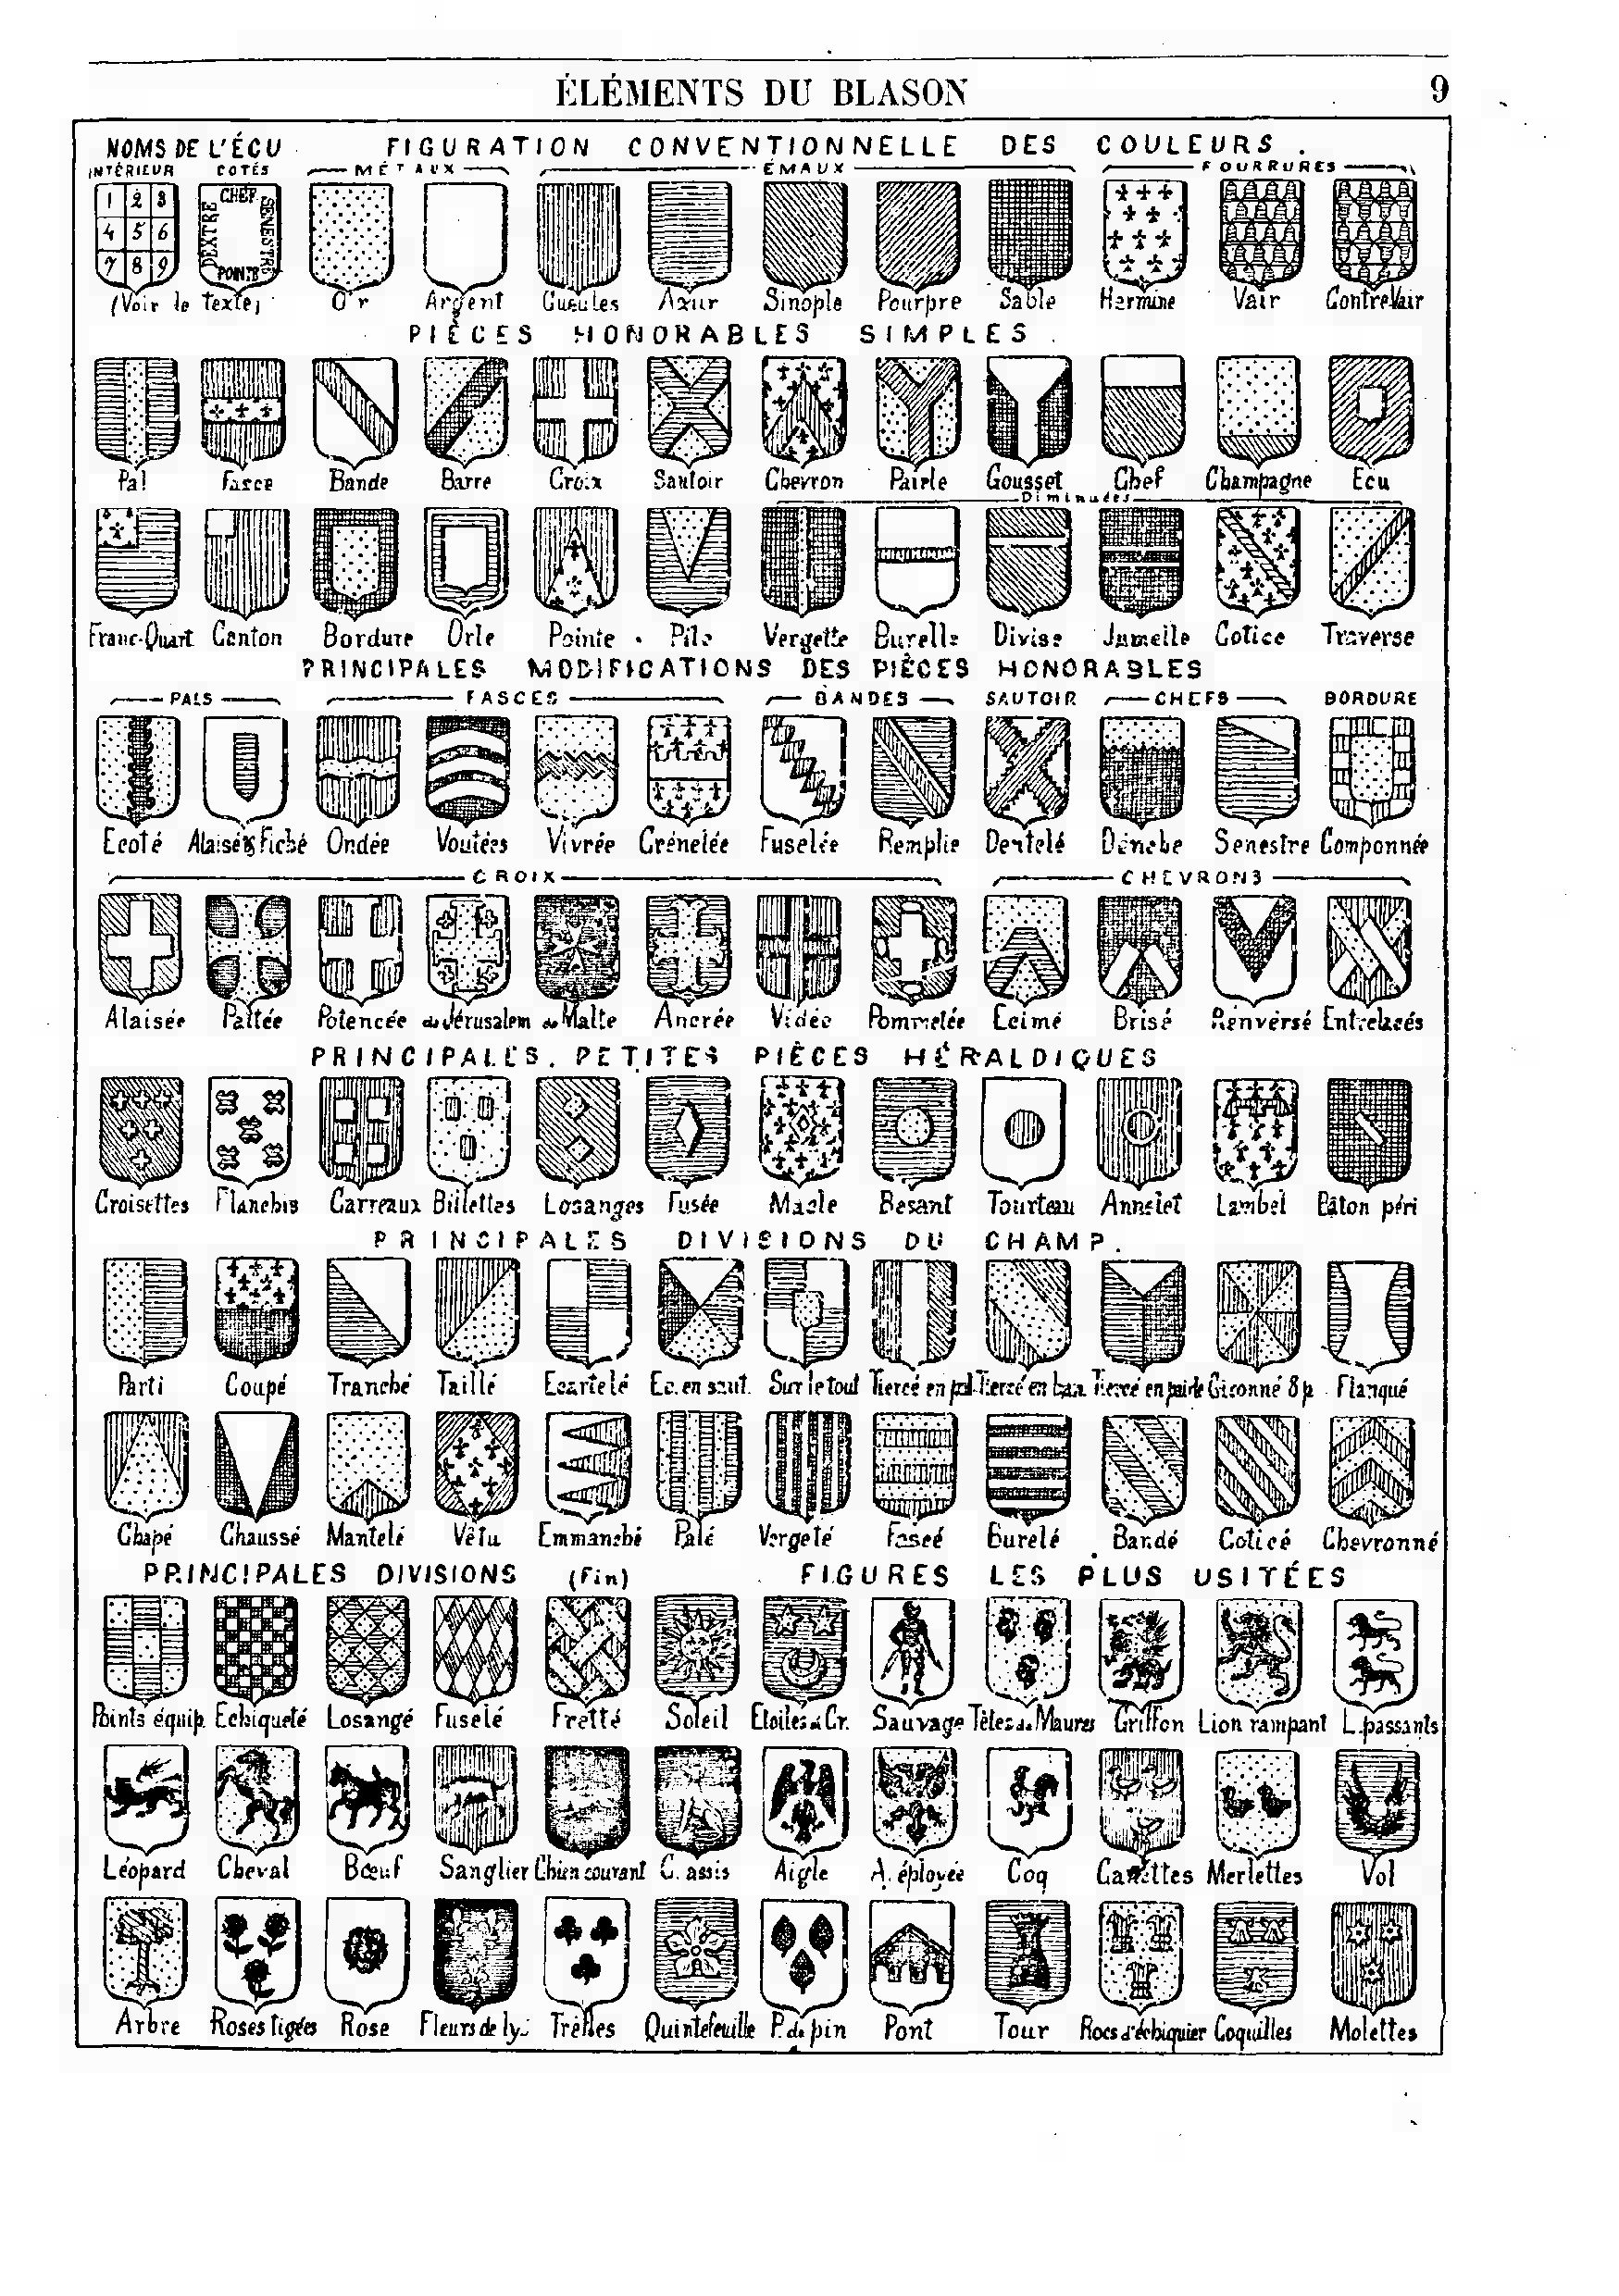 ÉLÉMENTS DU BLASON 9
NOMS DE L'ÉCU FIGURATION CONVENTIONNELLE DES COULEURS.
INTÉRIEUR COTÉS MÉTAUX ÉMAUX FOURRURES
1 2 3 CHEF
4 5 6 DEXTRE SENESTRE
7 8 9 POINTE
(Voir le texte) Or Argent Gueules Azur Sinople Pourpre Sable Hermine Vair Contre Vair
PIÈCES HONORABLES SIMPLES.
Pal Fasce Bande Barre Croix Sautoir Chevron Pairle Gousset Chef Champagne Ecu
Diminuées
Franc-Quart Canton Bordure Orle Pointe Pile Vergette Burelle Divise Jumelle Cotice Traverse
PRINCIPALES MODIFICATIONS DES PIÈCES HONORABLES
PALS FASCES BANDES SAUTOIR CHEFS BORDURE
Ecoté Alaisé & Fiché Ondée Voutées Vivrée Crénelée Fuselée Remplie Dentelé Denché Senestre Componnée
CROIX CHEVRONS
Alaisée Pattée Potencée de Jérusalem de Malte Ancrée Vidée Pommetée Ecimé Brisé Renversé Entrelacés
PRINCIPALES PETITES PIÈCES HÉRALDIQUES
Croisettes Flanchis Carreaux Billettes Losanges Fusée Macle Besant Tourteau Annelet Lambel Bâton péri
PRINCIPALES DIVISIONS DU CHAMP.
Parti Coupé Tranché Taillé Ecartelé Ec. en saut. Sur le tout Tiercé en pal Tiercé en ban. Tiercé en pairle Gironné 8 p Flanqué
Chapé Chaussé Mantelé Vêtu Emmanché Palé Vergeté Fascé Burelé Bandé Coticé Chevronné
PRINCIPALES DIVISIONS (Fin) FIGURES LES PLUS USITÉES
Points équip. Echiqueté Losangé Fuselé Fretté Soleil Etoiles & Cr. Sauvage Têtes de Maures Griffon Lion rampant L. passants
Léopard Cheval Bœuf Sanglier Chien courant C. assis Aigle A. éployée Coq Canettes Merlettes Vol
Arbre Roses tigées Rose Fleurs de lys Trèfles Quintefeuille P. de pin Pont Tour Rocs d'échiquier Coquilles Molettes